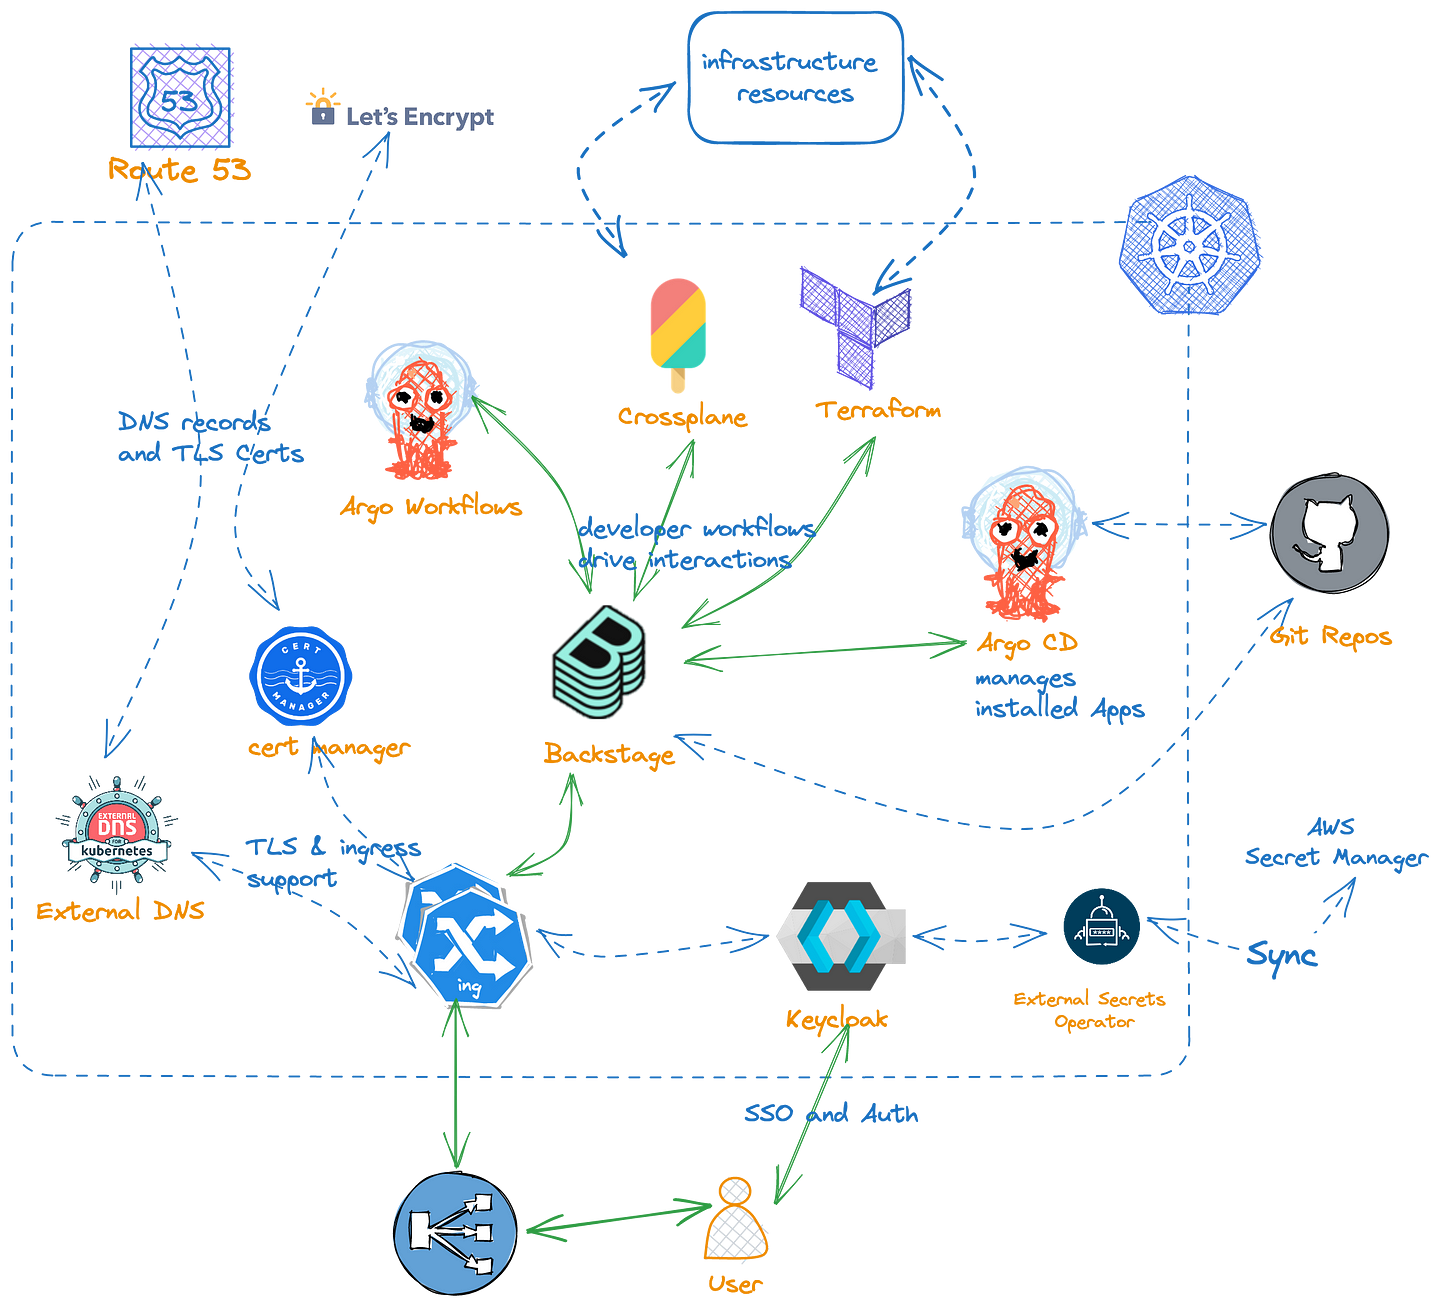 infrastructure
resources
53
Route 53
Let's Encrypt
DNS records
and TLS Certs
Crossplane
Terraform
Argo Workflows
developer workflows
drive interactions
Argo CD
manages
installed Apps
Git Repos
CERT
MANAGER
cert manager
Backstage
EXTERNAL
DNS
FOR
kubernetes
External DNS
TLS & ingress
support
AWS
Secret Manager
Sync
ing
Keycloak
****
External Secrets
Operator
SSO and Auth
User